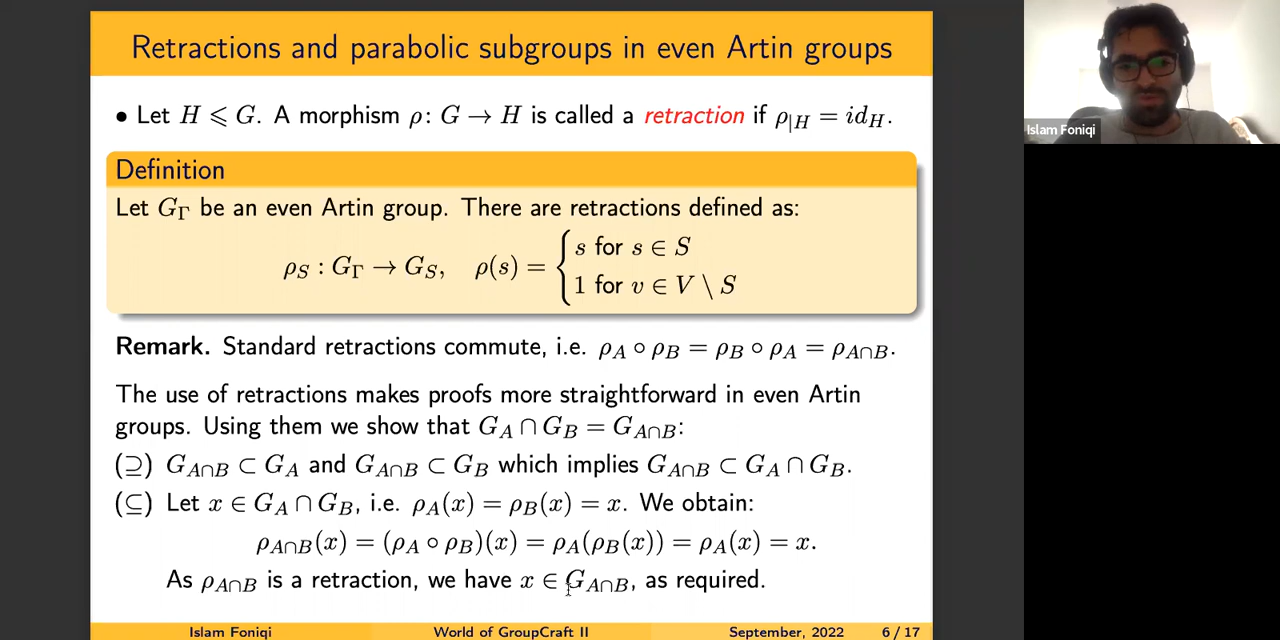 Retractions and parabolic subgroups in even Artin groups
• Let H ⩽ G. A morphism ρ: G → H is called a retraction if ρ|H = idH.
Definition
Let GΓ be an even Artin group. There are retractions defined as:
ρS : GΓ → GS, ρ(s) = { s for s ∈ S
1 for v ∈ V \ S
Remark. Standard retractions commute, i.e. ρA ∘ ρB = ρB ∘ ρA = ρA∩B.
The use of retractions makes proofs more straightforward in even Artin
groups. Using them we show that GA ∩ GB = GA∩B:
(⊇) GA∩B ⊂ GA and GA∩B ⊂ GB which implies GA∩B ⊂ GA ∩ GB.
(⊆) Let x ∈ GA ∩ GB, i.e. ρA(x) = ρB(x) = x. We obtain:
ρA∩B(x) = (ρA ∘ ρB)(x) = ρA(ρB(x)) = ρA(x) = x.
As ρA∩B is a retraction, we have x ∈ GA∩B, as required.
Islam Foniqi World of GroupCraft II September, 2022 6 / 17
Islam Foniqi